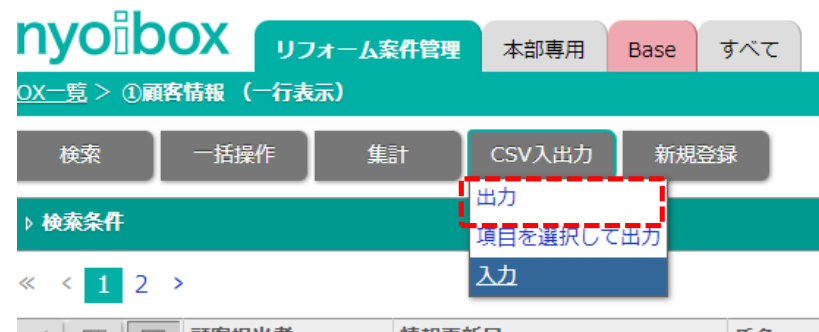 nyoibox
リフォーム案件管理 本部専用 Base すべて
OX一覧 > ①顧客情報 (一行表示)
検索 一括操作 集計 CSV入出力 新規登録
出力
検索条件
項目を選択して出力
入力
« < 1 2 >